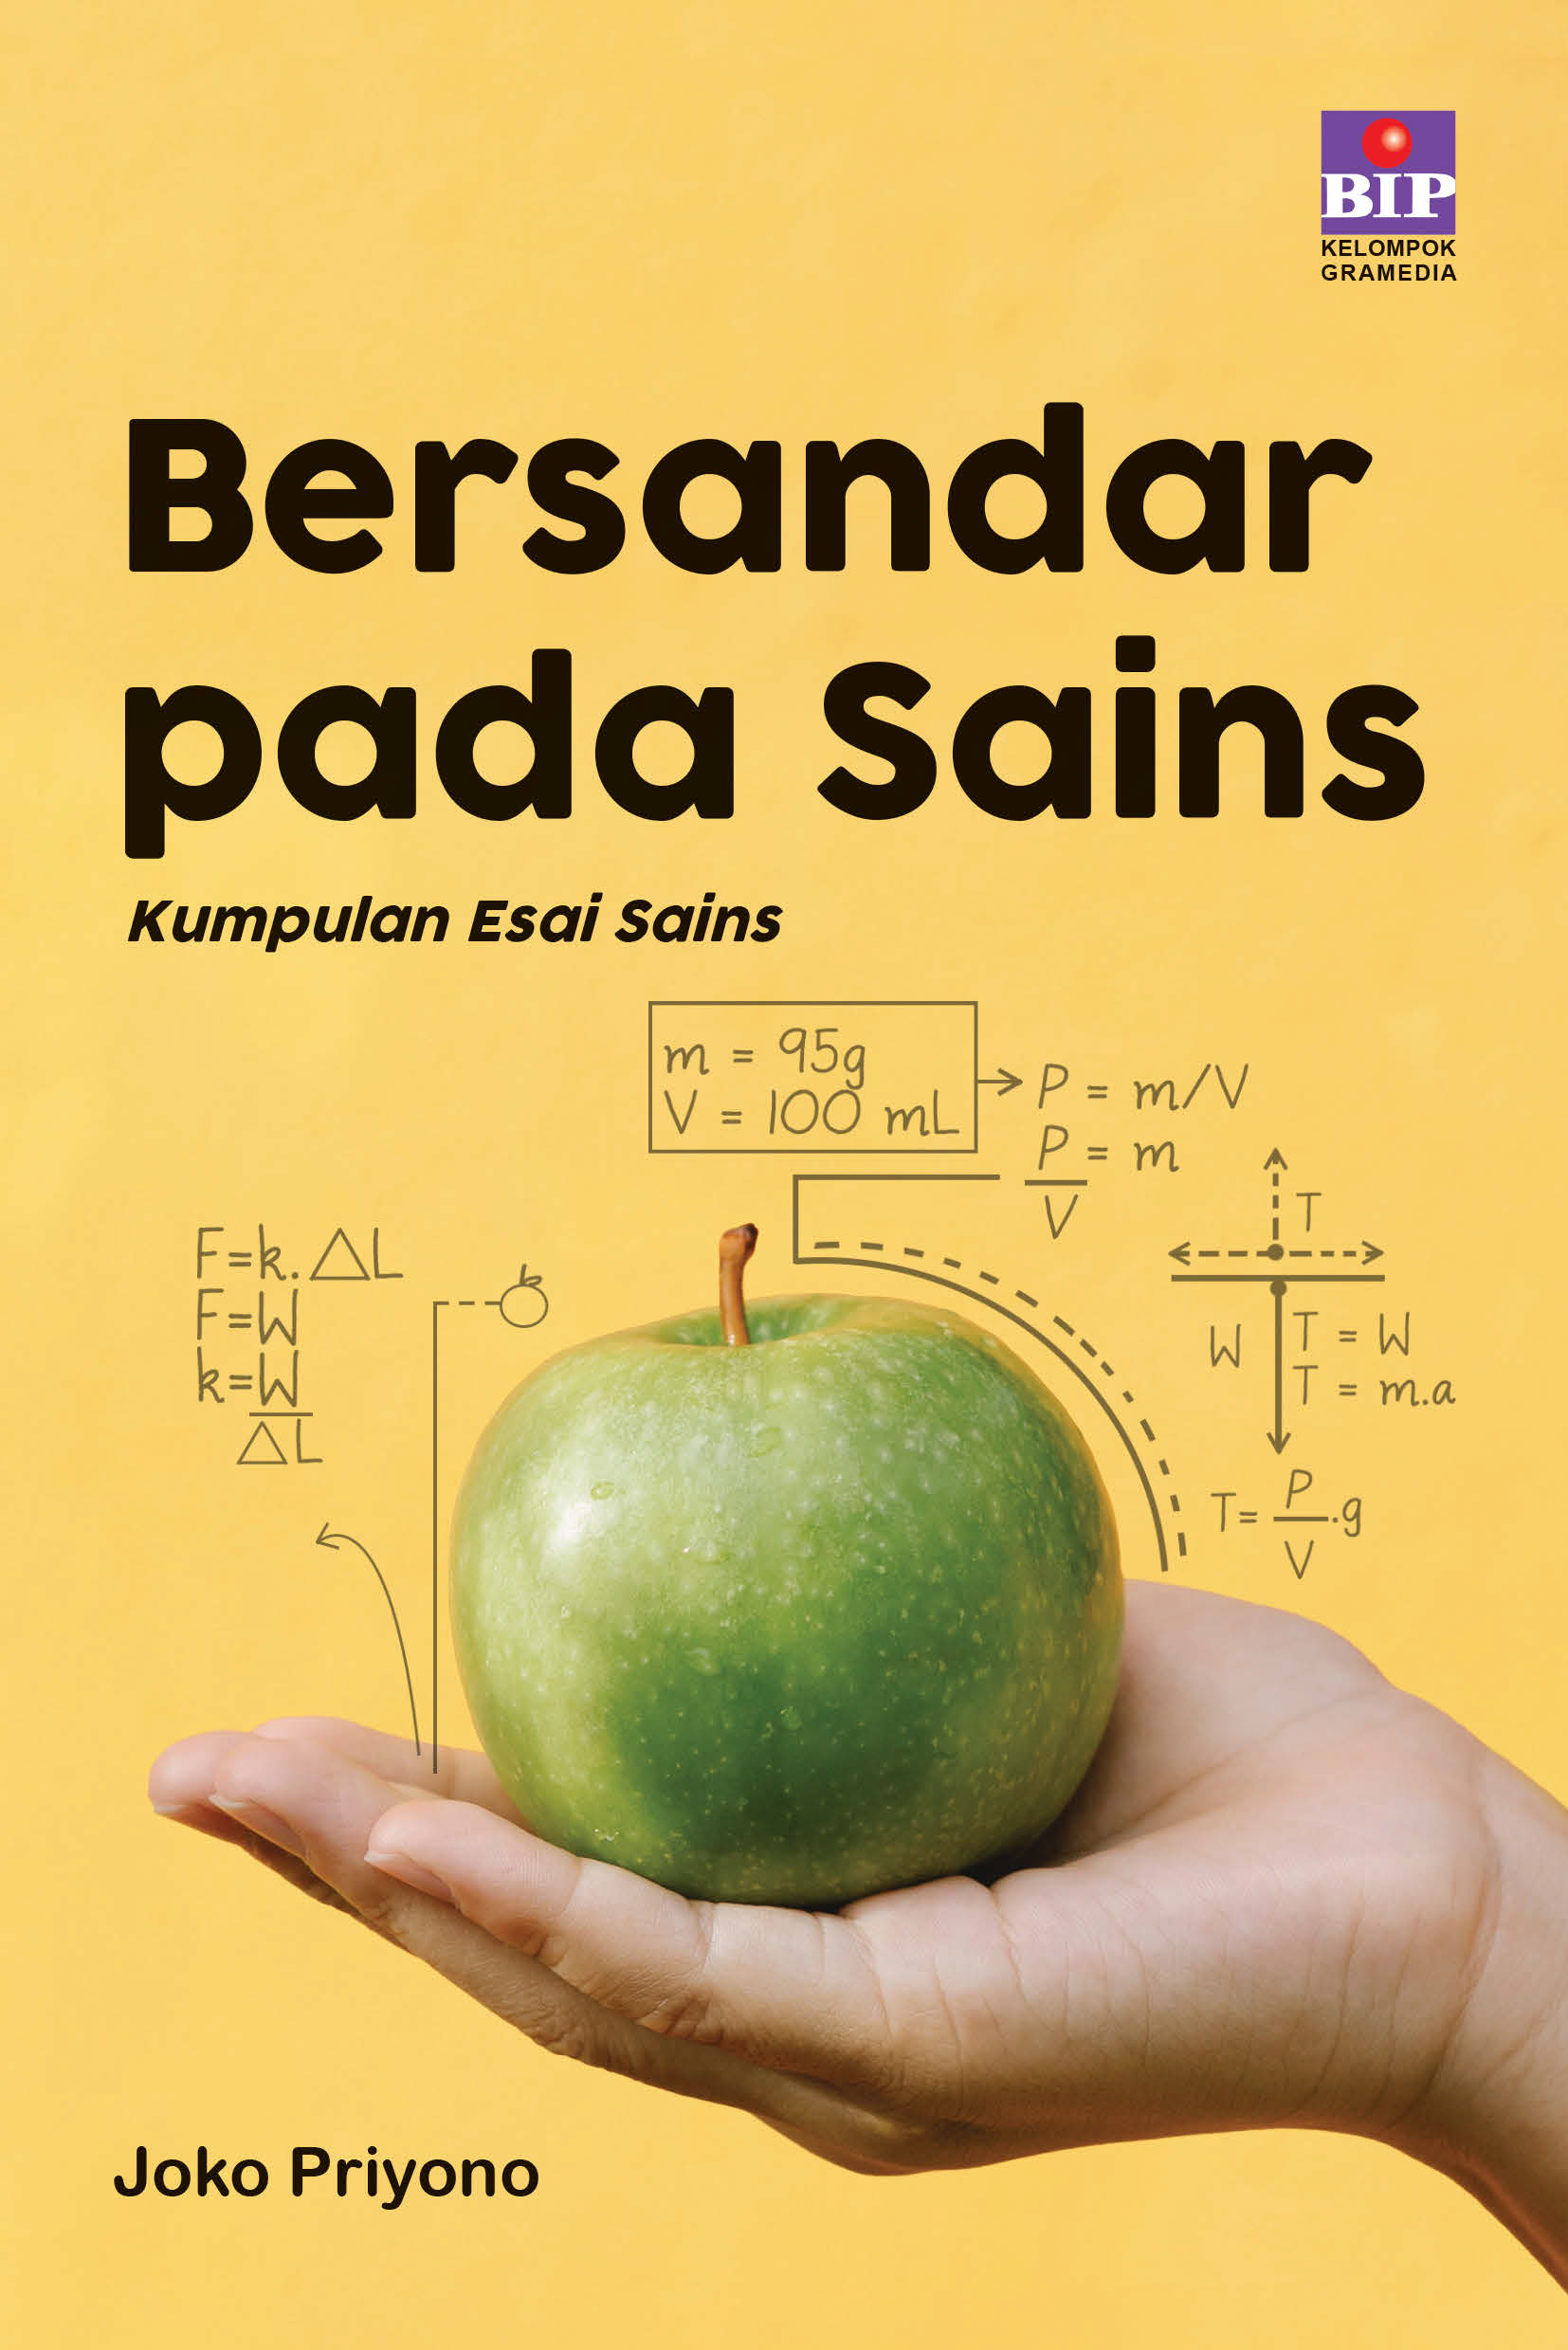 BIP
KELOMPOK
GRAMEDIA
Bersandar
pada Sains
Kumpulan Esai Sains
m = 95g
V = 100 mL
P = m/V
P = m
V
T
F=k.△L
F=W
k=W
△L
W
T = W
T = m.a
T= P .g
V
Joko Priyono